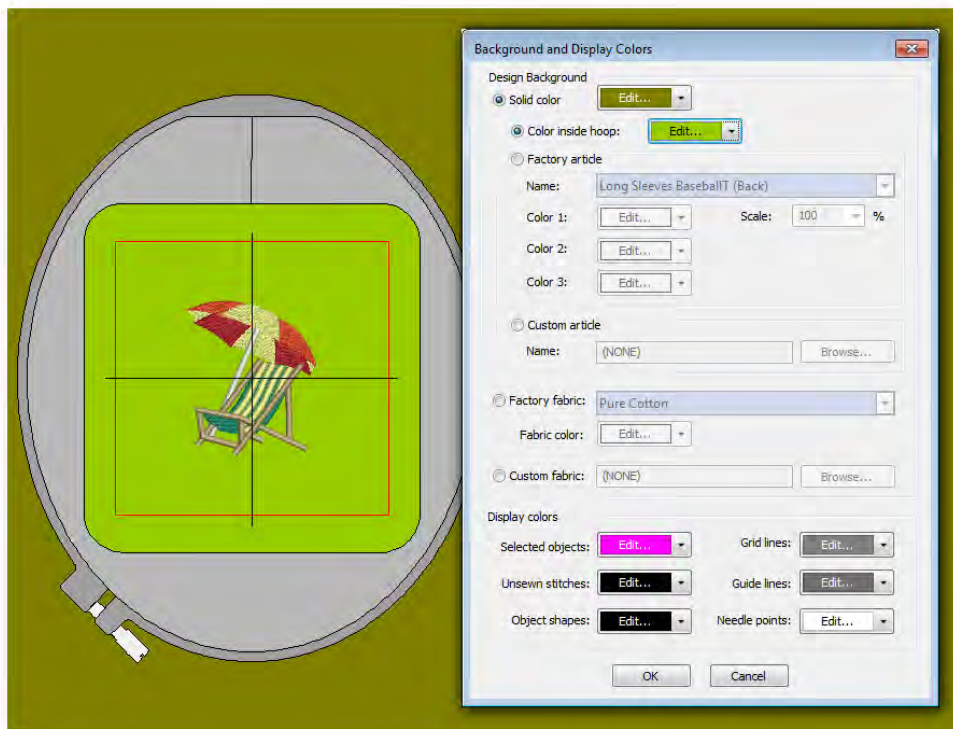 Background and Display Colors
Design Background
Solid color Edit...
Color inside hoop: Edit...
Factory article
Name: Long Sleeves BaseballT (Back)
Color 1: Edit... Scale: 100 %
Color 2: Edit...
Color 3: Edit...
Custom article
Name: (NONE) Browse...
Factory fabric: Pure Cotton
Fabric color: Edit...
Custom fabric: (NONE) Browse...
Display colors
Selected objects: Edit... Grid lines: Edit...
Unsewn stitches: Edit... Guide lines: Edit...
Object shapes: Edit... Needle points: Edit...
OK Cancel